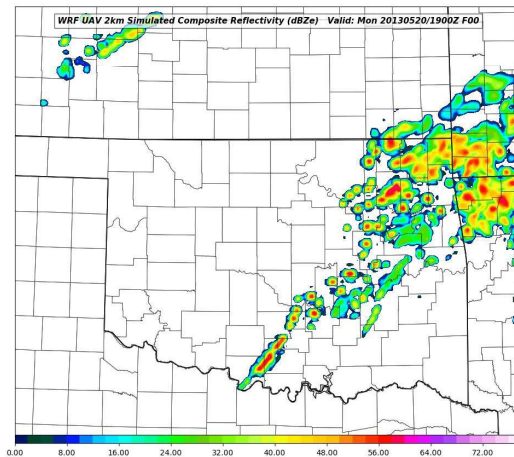 WRF UAV 2km Simulated Composite Reflectivity (dBZe)   Valid: Mon 20130520/1900Z F00
0.00 8.00 16.00 24.00 32.00 40.00 48.00 56.00 64.00 72.00